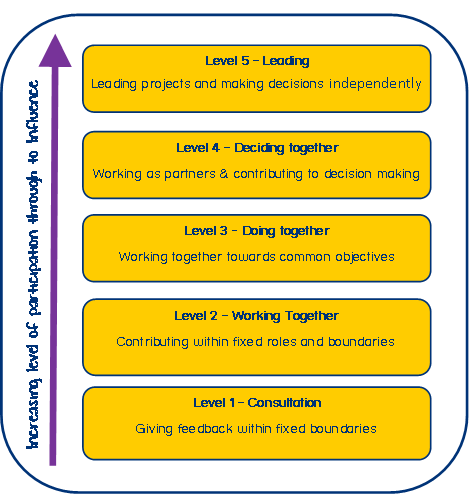 Level 5 – Leading
Leading projects and making decisions independently
Level 4 – Deciding together
Working as partners & contributing to decision making
Level 3 – Doing together
Working together towards common objectives
Level 2 – Working Together
Contributing within fixed roles and boundaries
Level 1 – Consultation
Giving feedback within fixed boundaries
Increasing level of participation through to Influence